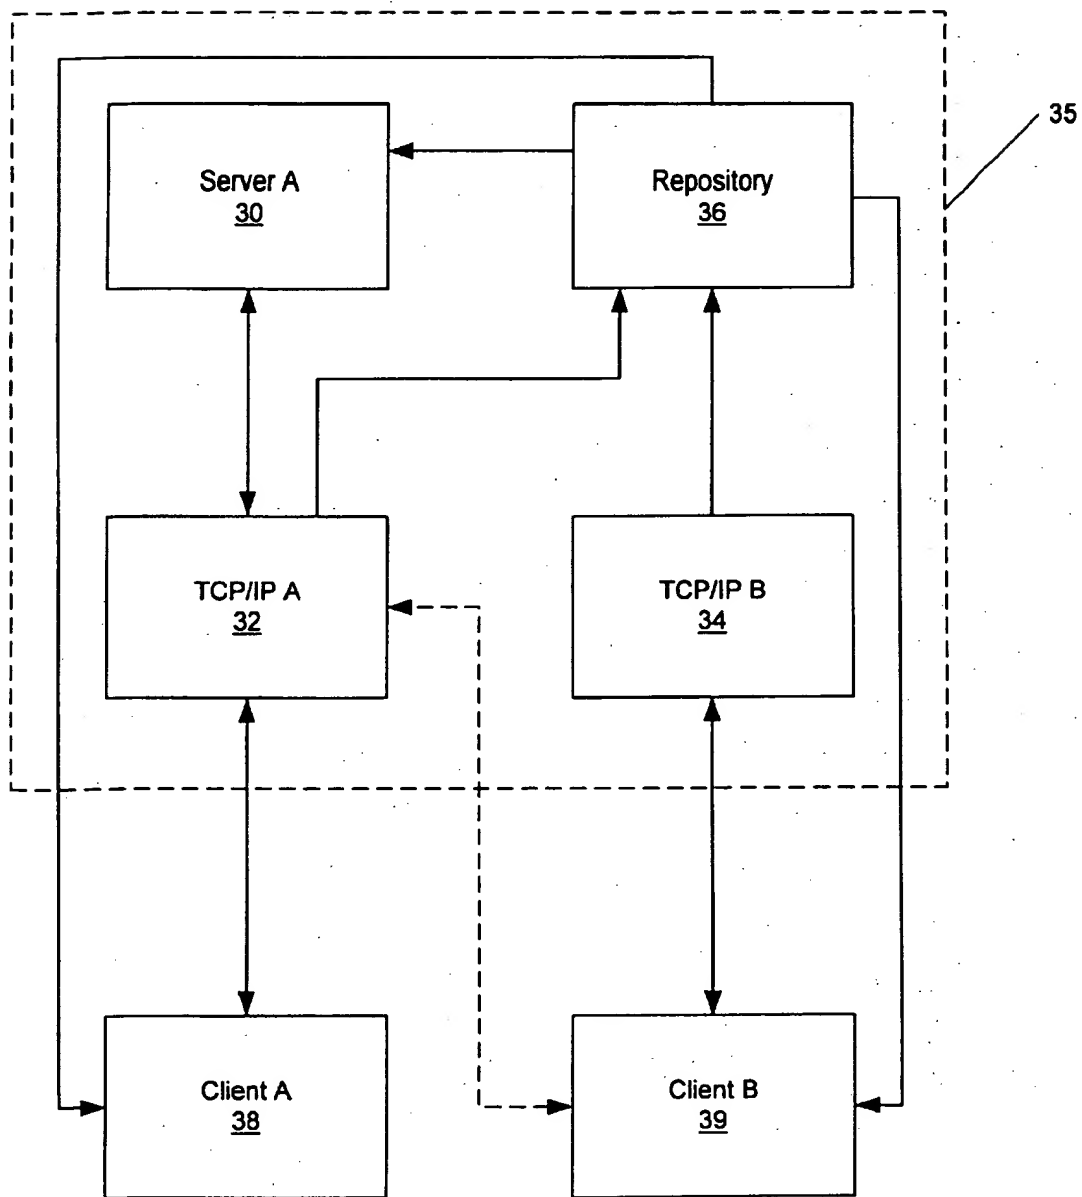 35
Server A
30
Repository
36
TCP/IP A
32
TCP/IP B
34
Client A
38
Client B
39